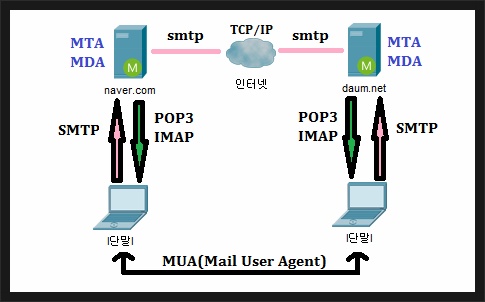 MTA
MDA
smtp
TCP/IP
smtp
MTA
MDA
M
인터넷
M
naver.com
daum.net
SMTP
POP3
IMAP
POP3
IMAP
SMTP
|단말|
|단말|
MUA(Mail User Agent)